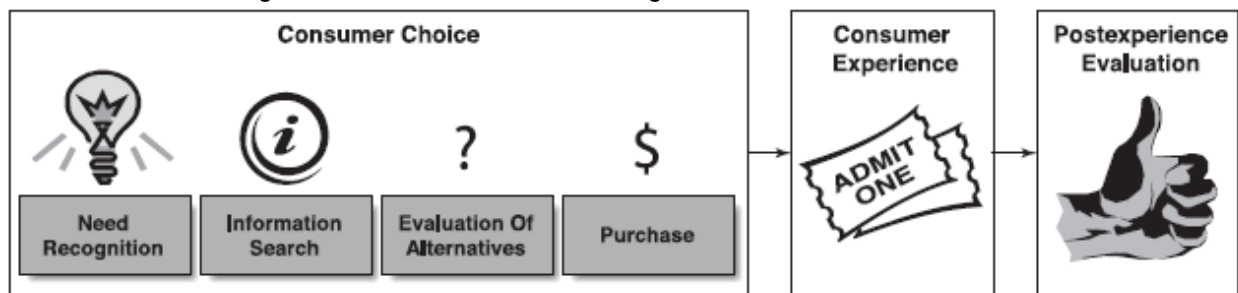 Consumer Choice
Need
Recognition
Information
Search
Evaluation Of
Alternatives
Purchase
Consumer
Experience
ADMIT
ONE
Postexperience
Evaluation
i
?
$